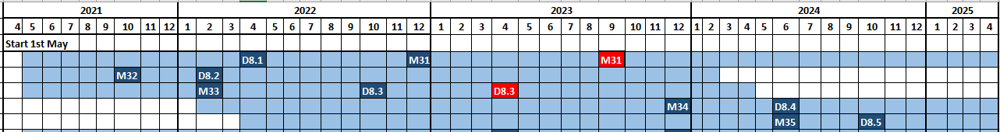 2021 2022 2023 2024 2025
4 5 6 7 8 9 10 11 12 1 2 3 4 5 6 7 8 9 10 11 12 1 2 3 4 5 6 7 8 9 10 11 12 1 2 3 4 5 6 7 8 9 10 11 12 1 2 3 4
Start 1st May
D8.1 M31 M31
M32 D8.2
M33 D8.3 D8.3
M34 D8.4
M35 D8.5